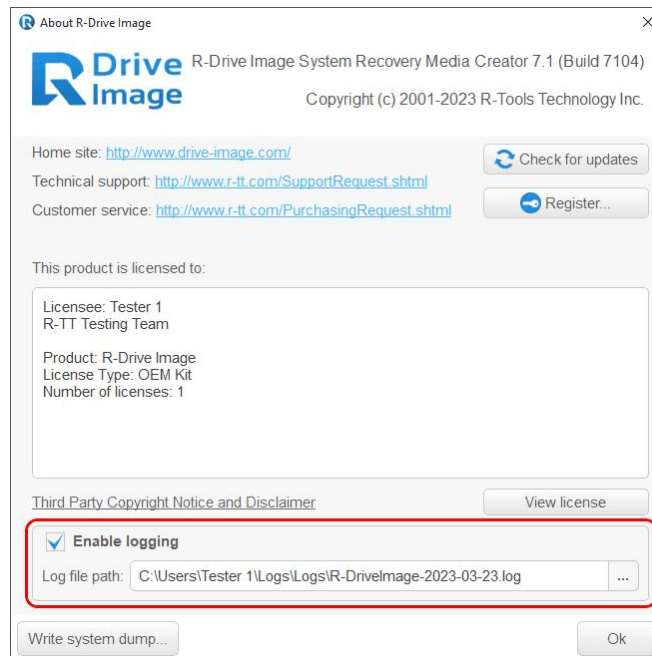 About R-Drive Image
Drive Image
R-Drive Image System Recovery Media Creator 7.1 (Build 7104)
Copyright (c) 2001-2023 R-Tools Technology Inc.
Home site: http://www.drive-image.com/
Check for updates
Technical support: http://www.r-tt.com/SupportRequest.shtml
Customer service: http://www.r-tt.com/PurchasingRequest.shtml
Register...
This product is licensed to:
Licensee: Tester 1
R-TT Testing Team
Product: R-Drive Image
License Type: OEM Kit
Number of licenses: 1
Third Party Copyright Notice and Disclaimer
View license
Enable logging
Log file path: C:\Users\Tester 1\Logs\Logs\R-DriveImage-2023-03-23.log ...
Write system dump...
Ok